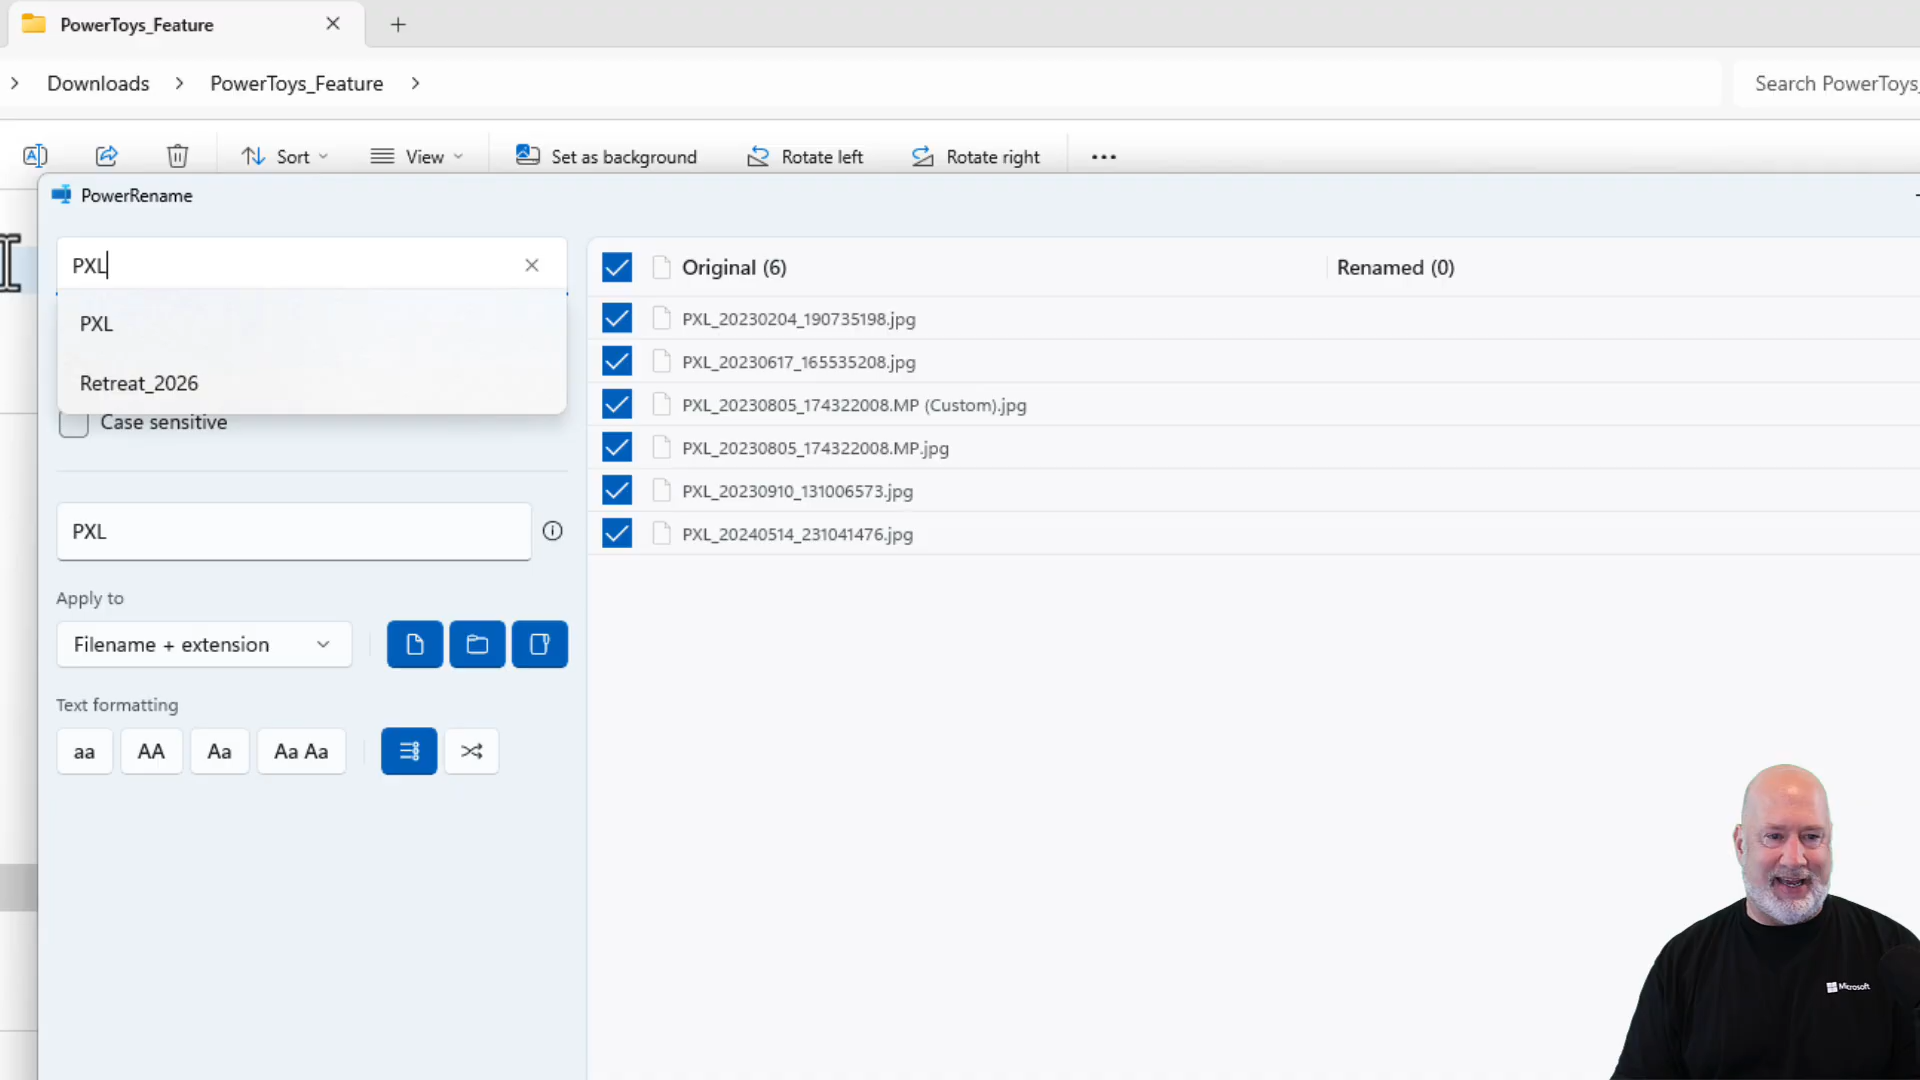 PowerToys_Feature
Downloads > PowerToys_Feature >
Search PowerToys_
Sort
View
Set as background
Rotate left
Rotate right
PowerRename
PXL
PXL
Retreat_2026
Case sensitive
PXL
Apply to
Filename + extension
Text formatting
aa
AA
Aa
Aa Aa
Original (6)
Renamed (0)
PXL_20230204_190735198.jpg
PXL_20230617_165535208.jpg
PXL_20230805_174322008.MP (Custom).jpg
PXL_20230805_174322008.MP.jpg
PXL_20230910_131006573.jpg
PXL_20240514_231041476.jpg
Microsoft